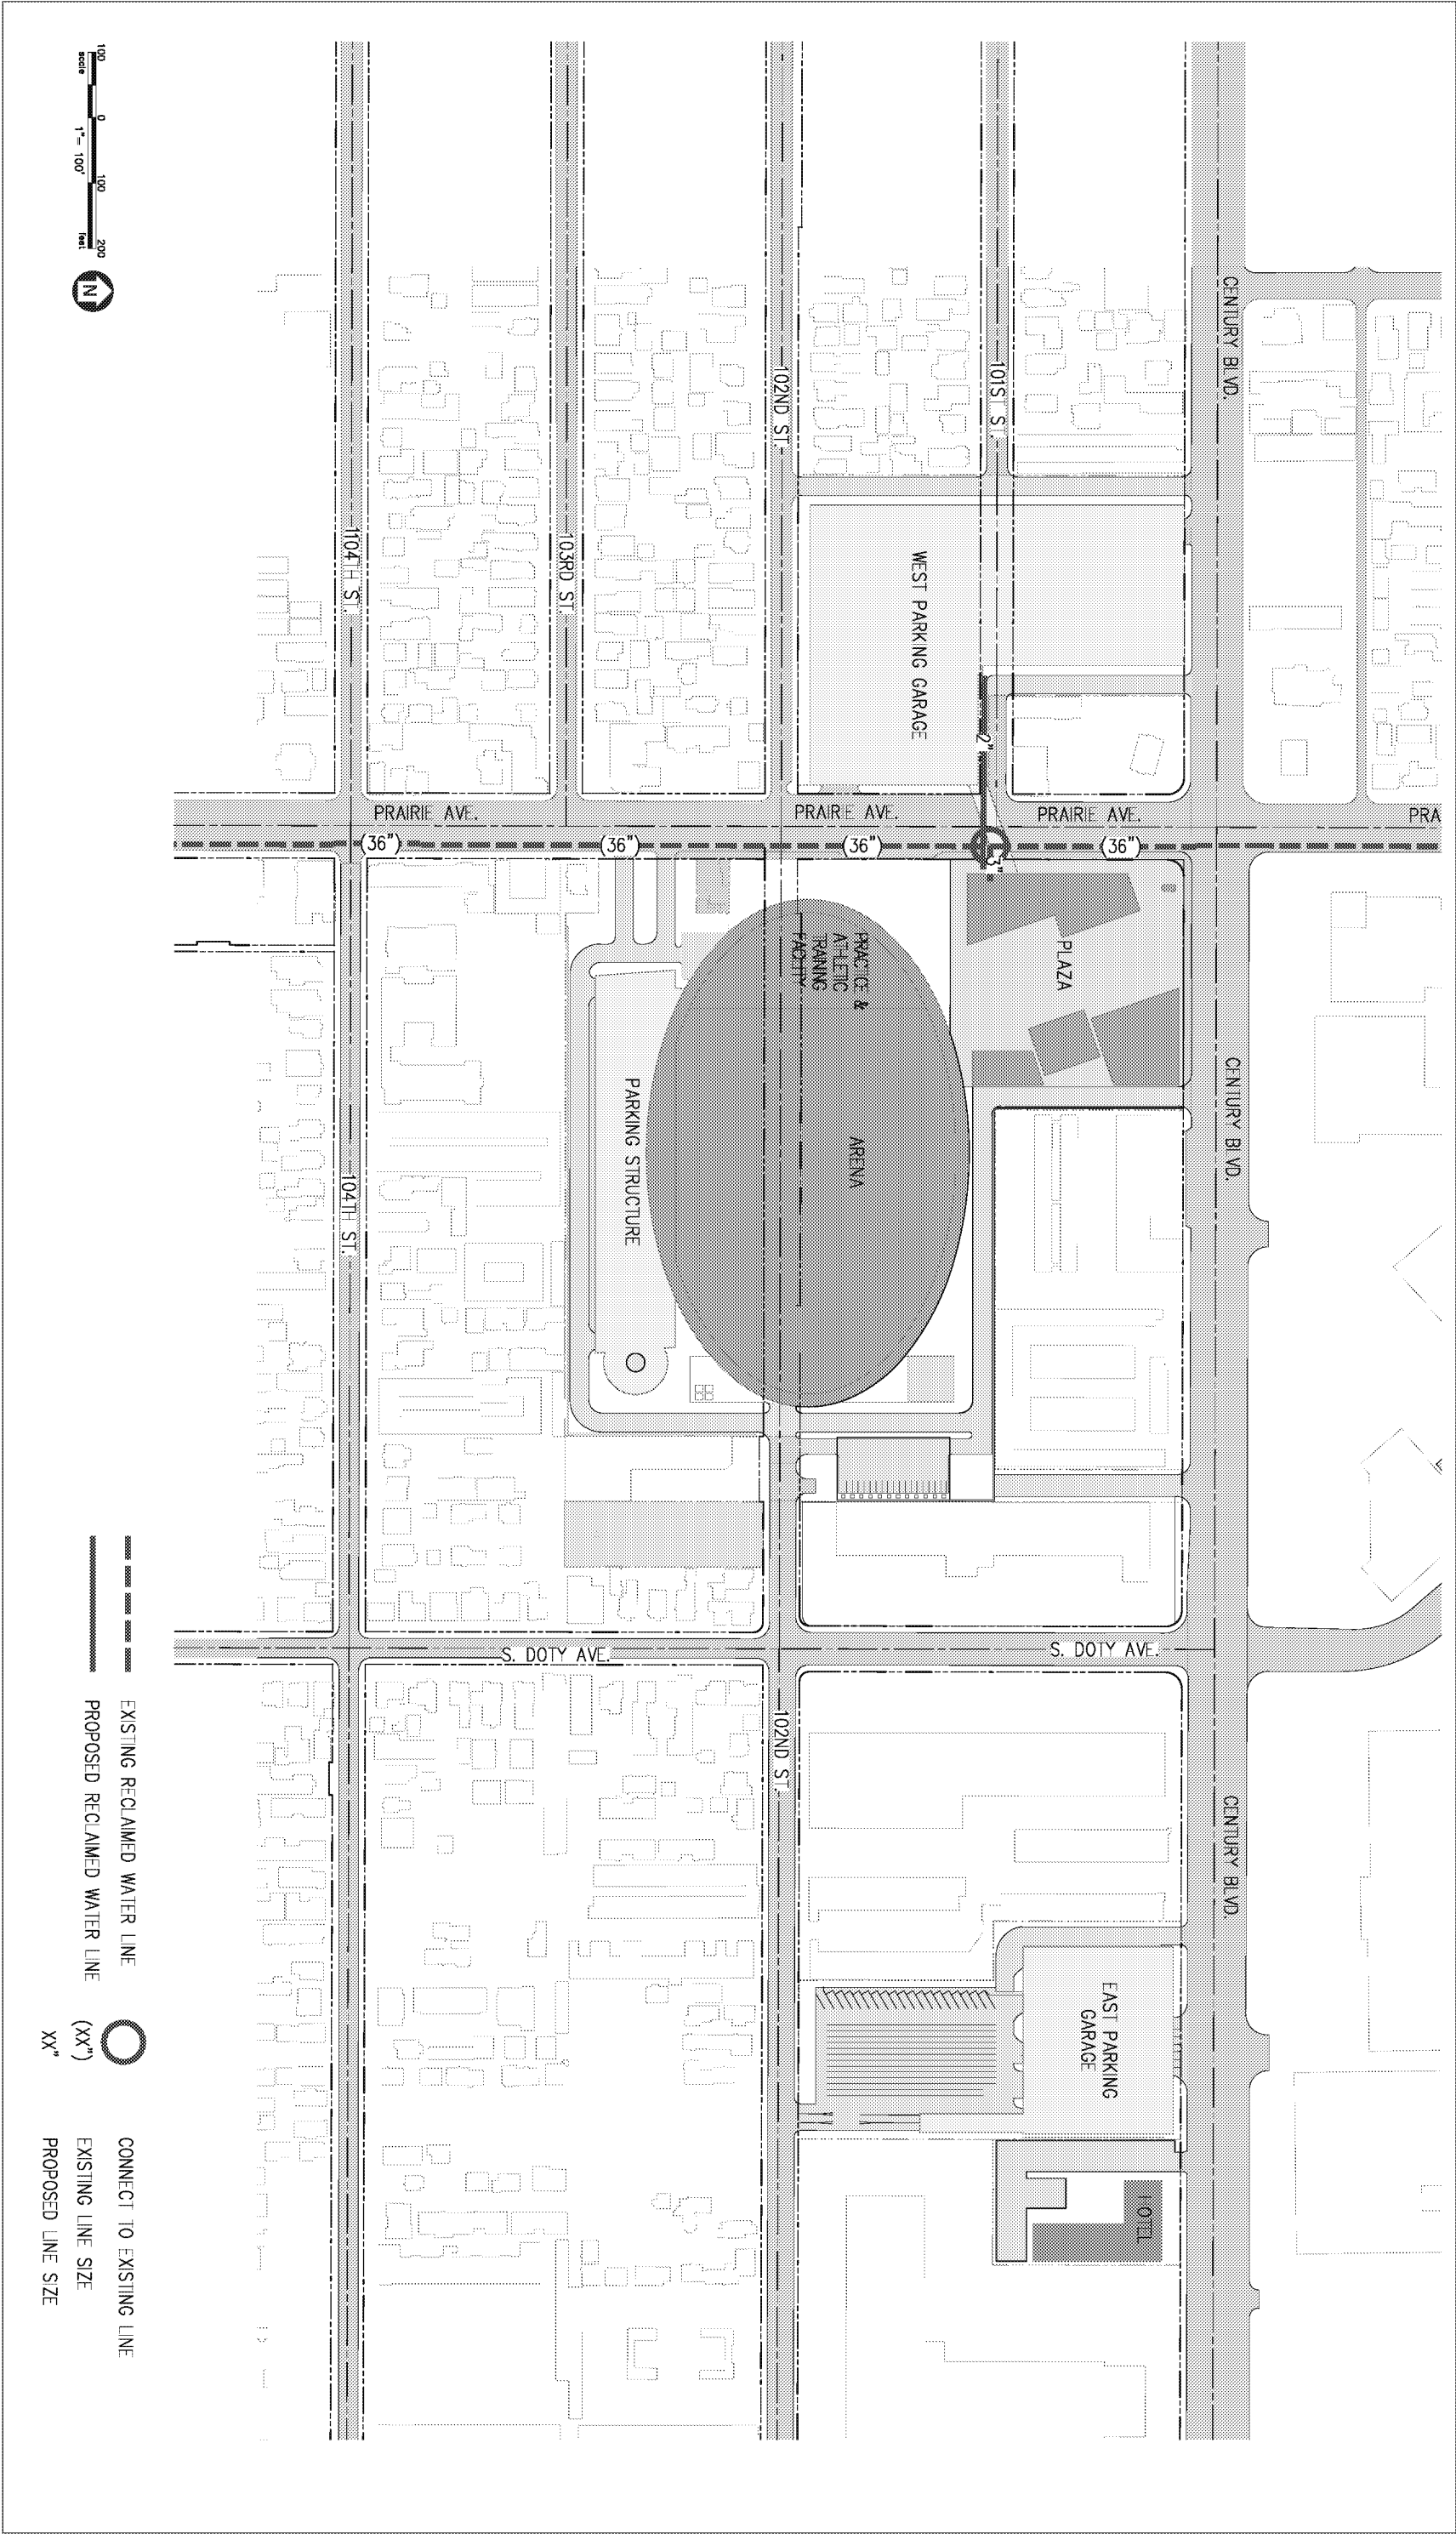 CENTURY BLVD.
CENTURY BLVD.
CENTURY BLVD.
101ST ST.
102ND ST.
102ND ST.
103RD ST.
1104TH ST.
104TH ST.
PRAIRIE AVE.
PRAIRIE AVE.
PRAIRIE AVE.
PRA
(36")
(36")
(36")
(36")
2"
3"
WEST PARKING GARAGE
PLAZA
PRACTICE &
ATHLETIC
TRAINING
FACILITY
ARENA
PARKING STRUCTURE
S. DOTY AVE.
S. DOTY AVE.
EAST PARKING
GARAGE
HOTEL
100 0 100 200
scale 1"= 100' feet
N
EXISTING RECLAIMED WATER LINE
PROPOSED RECLAIMED WATER LINE
CONNECT TO EXISTING LINE
(XX") EXISTING LINE SIZE
XX" PROPOSED LINE SIZE